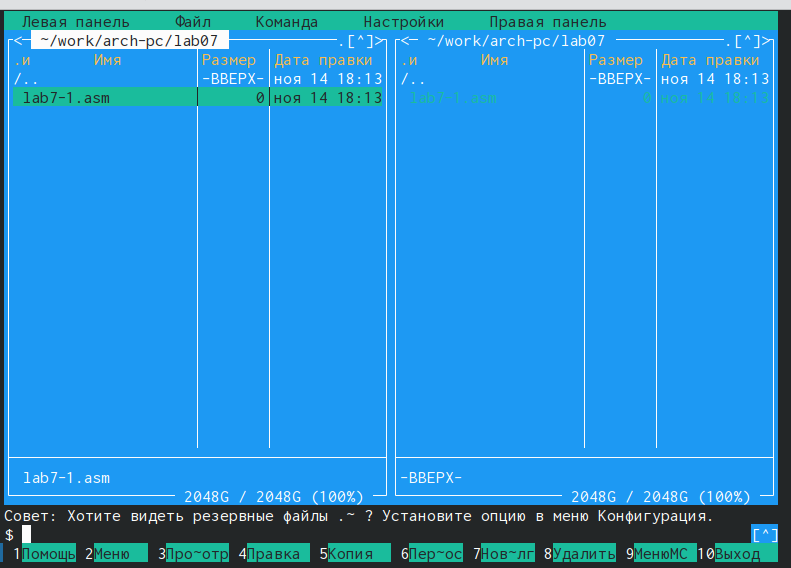 Левая панель Файл Команда Настройки Правая панель
<─ ~/work/arch-pc/lab07 ─.[^]> <─ ~/work/arch-pc/lab07 ─.[^]>
.и Имя Размер Дата правки .и Имя Размер Дата правки
/.. -ВВЕРХ- ноя 14 18:13 /.. -ВВЕРХ- ноя 14 18:13
lab7-1.asm 0 ноя 14 18:13 lab7-1.asm 0 ноя 14 18:13
lab7-1.asm -ВВЕРХ-
2048G / 2048G (100%) 2048G / 2048G (100%)
Совет: Хотите видеть резервные файлы .~ ? Установите опцию в меню Конфигурация.
$ [^]
1Помощь 2Меню 3Про~отр 4Правка 5Копия 6Пер~ос 7Нов~лг 8Удалить 9МенюМС 10Выход